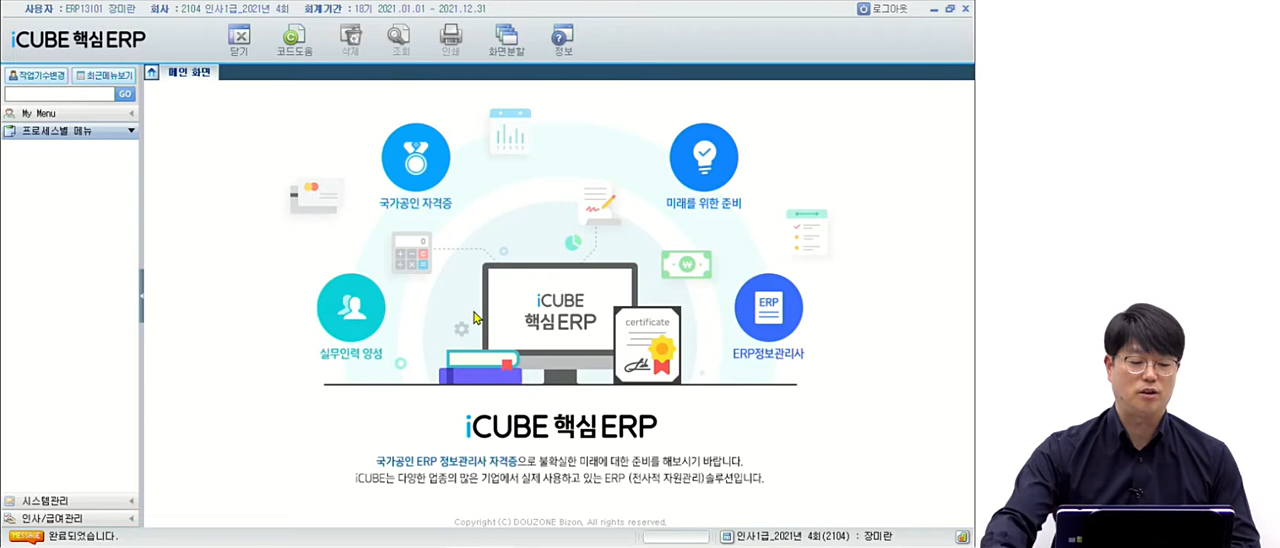 사용자 : ERP13101 장미란 회사 : 2104 인사1급_2021년 4회 회계기간 : 18기 2021.01.01 - 2021.12.31 로그아웃
iCUBE 핵심ERP
닫기 코드도움 삭제 조회 인쇄 화면분할 정보
작업기수변경 최근메뉴보기
메인 화면
GO
My Menu
프로세스별 메뉴
국가공인 자격증
미래를 위한 준비
0
iCUBE
핵심ERP
certificate
ERP
실무인력 양성
ERP정보관리사
iCUBE 핵심ERP
국가공인 ERP 정보관리사 자격증으로 불확실한 미래에 대한 준비를 해보시기 바랍니다.
iCUBE는 다양한 업종의 많은 기업에서 실제 사용하고 있는 ERP (전사적 자원관리)솔루션입니다.
시스템관리
인사/급여관리
Copyright (C) DOUZONE Bizon, All rights reserved.
MESSAGE 완료되었습니다.
인사1급_2021년 4회(2104) : 장미란